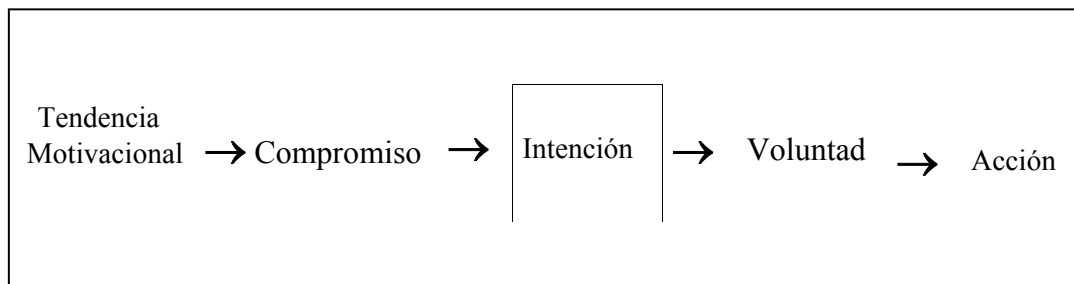 Tendencia
Motivacional → Compromiso → Intención → Voluntad → Acción